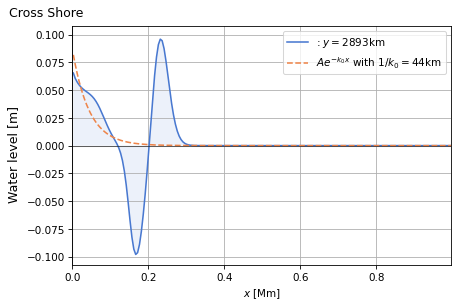 Cross Shore
: y = 2893km
Ae^{-k_0 x} with 1/k_0 = 44km
Water level [m]
0.100
0.075
0.050
0.025
0.000
−0.025
−0.050
−0.075
−0.100
0.0
0.2
0.4
0.6
0.8
x [Mm]